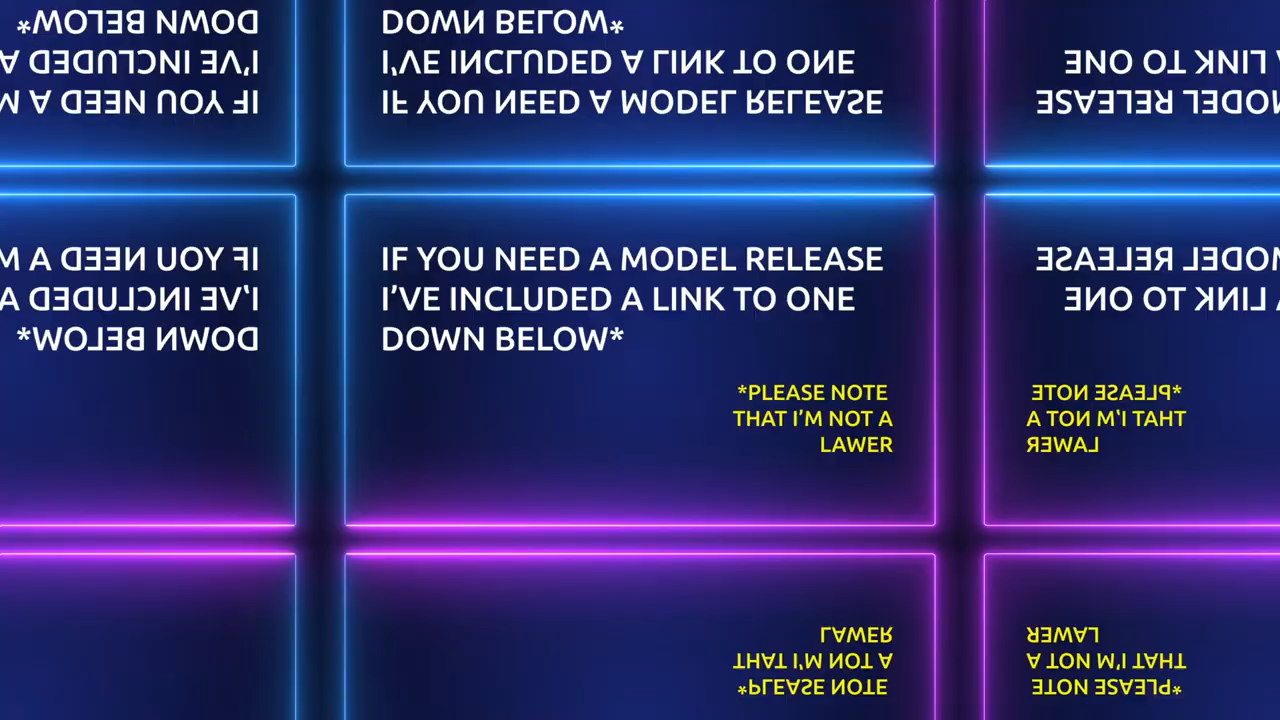 IF YOU NEED A MODEL RELEASE
I'VE INCLUDED A LINK TO ONE
DOWN BELOW*
*PLEASE NOTE
THAT I'M NOT A
LAWER